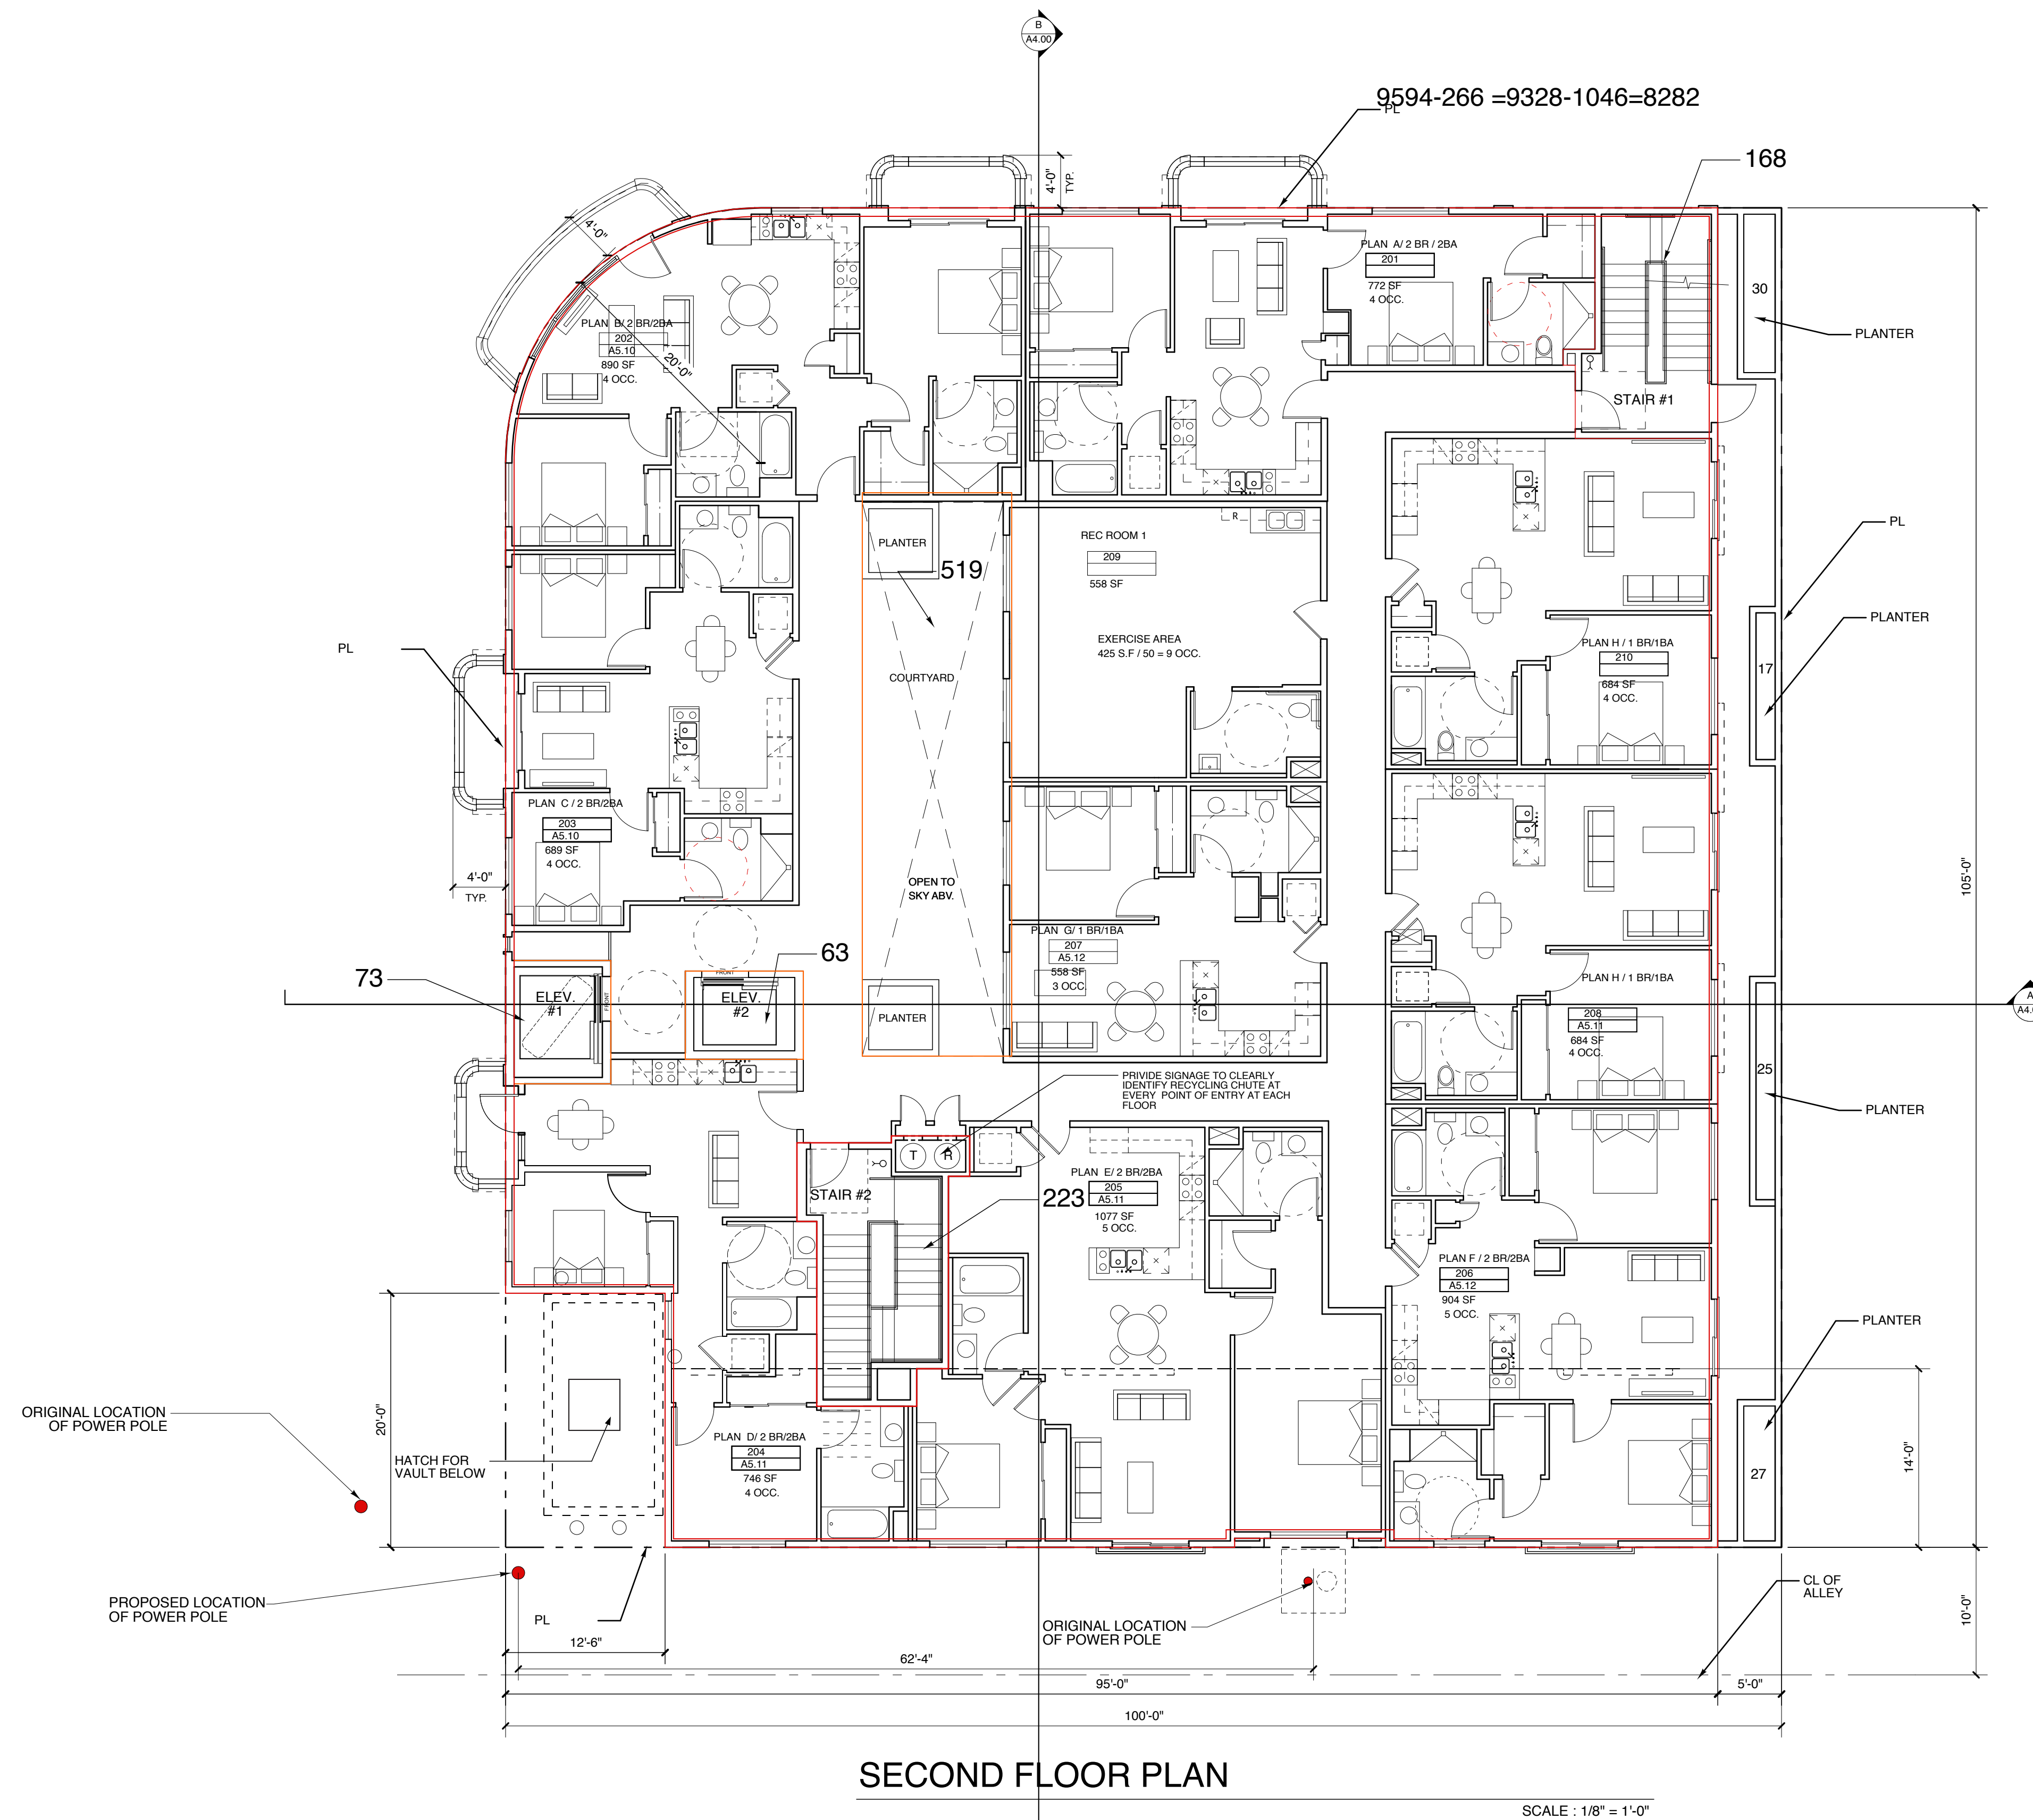 B
A4.00
9594-266 =9328-1046=8282
PL
168
4'-0"
TYP.
4'-0"
PLAN A/ 2 BR / 2BA
201
772 SF
4 OCC.
30
PLANTER
PLAN B/ 2 BR/2BA
202
A5.10
890 SF
4 OCC.
20'-0"
STAIR #1
PLANTER
519
REC ROOM 1
209
558 SF
R
PL
EXERCISE AREA
425 S.F / 50 = 9 OCC.
PLAN H / 1 BR/1BA
210
684 SF
4 OCC.
17
PLANTER
PL
COURTYARD
PLAN C / 2 BR/2BA
203
A5.10
689 SF
4 OCC.
4'-0"
TYP.
OPEN TO
SKY ABV.
105'-0"
PLAN G/ 1 BR/1BA
207
A5.12
558 SF
3 OCC.
63
73
FRONT
ELEV.
#1
FRONT
ELEV.
#2
PLANTER
PLAN H / 1 BR/1BA
208
A5.11
684 SF
4 OCC.
A
25
PLANTER
PRIVIDE SIGNAGE TO CLEARLY
IDENTIFY RECYCLING CHUTE AT
EVERY POINT OF ENTRY AT EACH
FLOOR
T
R
STAIR #2
223
PLAN E/ 2 BR/2BA
205
A5.11
1077 SF
5 OCC.
PLAN F / 2 BR/2BA
206
A5.12
904 SF
5 OCC.
PLANTER
20'-0"
ORIGINAL LOCATION
OF POWER POLE
HATCH FOR
VAULT BELOW
PLAN D/ 2 BR/2BA
204
A5.11
746 SF
4 OCC.
27
14'-0"
PROPOSED LOCATION
OF POWER POLE
PL
ORIGINAL LOCATION
OF POWER POLE
CL OF
ALLEY
10'-0"
12'-6"
62'-4"
95'-0"
5'-0"
100'-0"
SECOND FLOOR PLAN
SCALE : 1/8" = 1'-0"